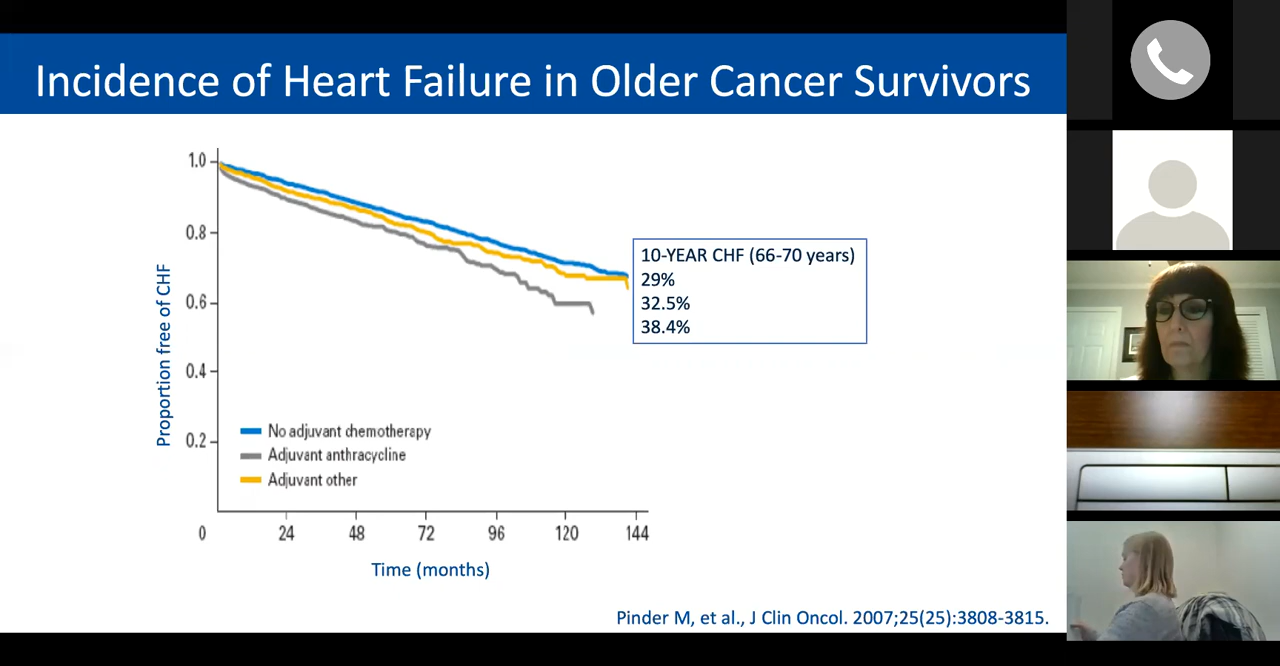 Incidence of Heart Failure in Older Cancer Survivors
1.0
0.8
0.6
0.4
0.2
Proportion free of CHF
10-YEAR CHF (66-70 years)
29%
32.5%
38.4%
No adjuvant chemotherapy
Adjuvant anthracycline
Adjuvant other
0 24 48 72 96 120 144
Time (months)
Pinder M, et al., J Clin Oncol. 2007;25(25):3808-3815.